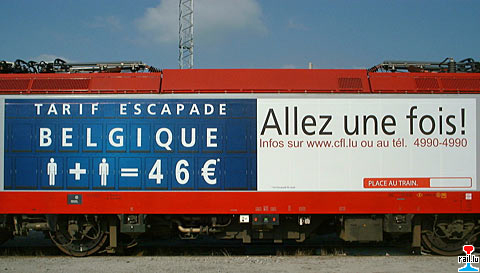 TARIF ESCAPADE
BELGIQUE
+ = 46€*
Allez une fois!
Infos sur www.cfl.lu ou au tél. 4990-4990
PLACE AU TRAIN.
rail.lu